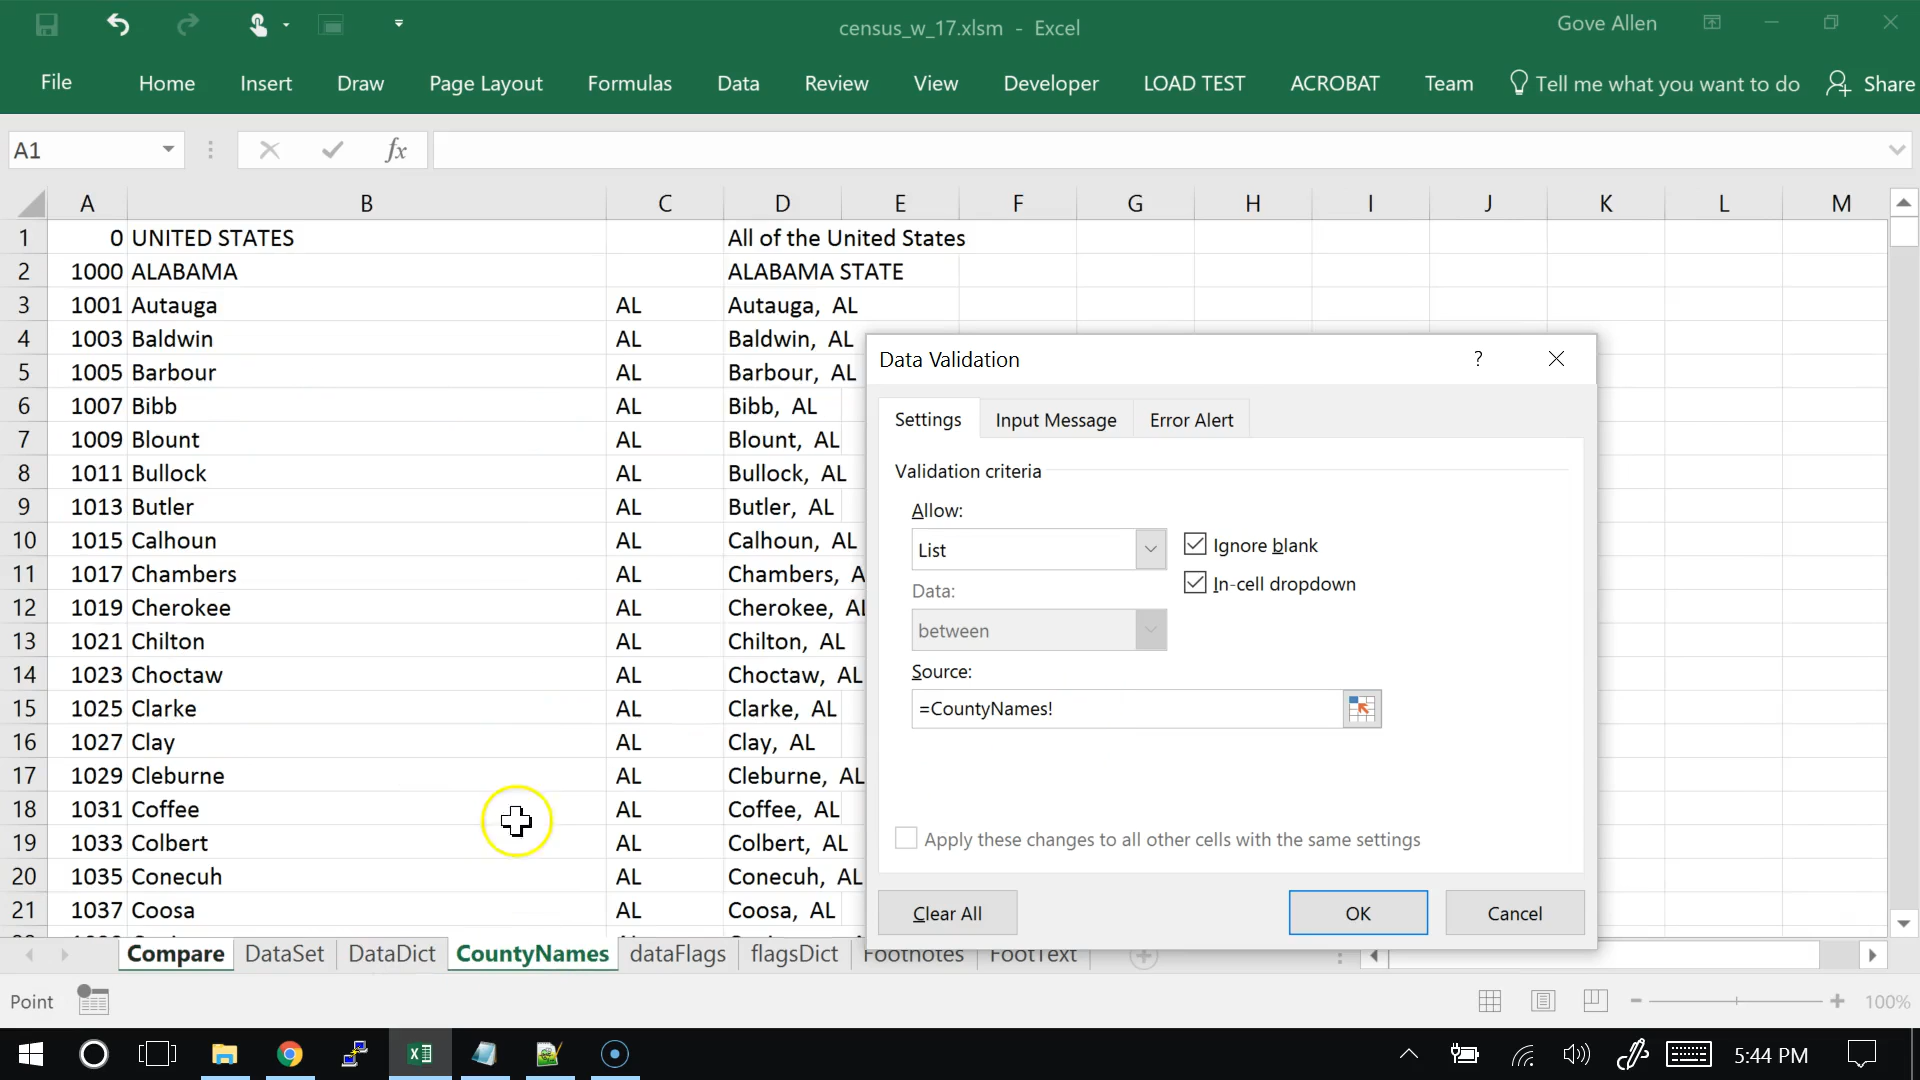 census_w_17.xlsm - Excel
Gove Allen
File Home Insert Draw Page Layout Formulas Data Review View Developer LOAD TEST ACROBAT Team Tell me what you want to do Share
A1 fx
A B C D E F G H I J K L M
1 0 UNITED STATES All of the United States
2 1000 ALABAMA ALABAMA STATE
3 1001 Autauga AL Autauga, AL
4 1003 Baldwin AL Baldwin, AL
5 1005 Barbour AL Barbour, AL
6 1007 Bibb AL Bibb, AL
7 1009 Blount AL Blount, AL
8 1011 Bullock AL Bullock, AL
9 1013 Butler AL Butler, AL
10 1015 Calhoun AL Calhoun, AL
11 1017 Chambers AL Chambers, A
12 1019 Cherokee AL Cherokee, AL
13 1021 Chilton AL Chilton, AL
14 1023 Choctaw AL Choctaw, AL
15 1025 Clarke AL Clarke, AL
16 1027 Clay AL Clay, AL
17 1029 Cleburne AL Cleburne, AL
18 1031 Coffee AL Coffee, AL
19 1033 Colbert AL Colbert, AL
20 1035 Conecuh AL Conecuh, AL
21 1037 Coosa AL Coosa, AL
Data Validation ?
Settings Input Message Error Alert
Validation criteria
Allow:
List
Ignore blank
In-cell dropdown
Data:
between
Source:
=CountyNames!
Apply these changes to all other cells with the same settings
Clear All OK Cancel
Compare DataSet DataDict CountyNames dataFlags flagsDict Footnotes FootText
Point 100%
5:44 PM